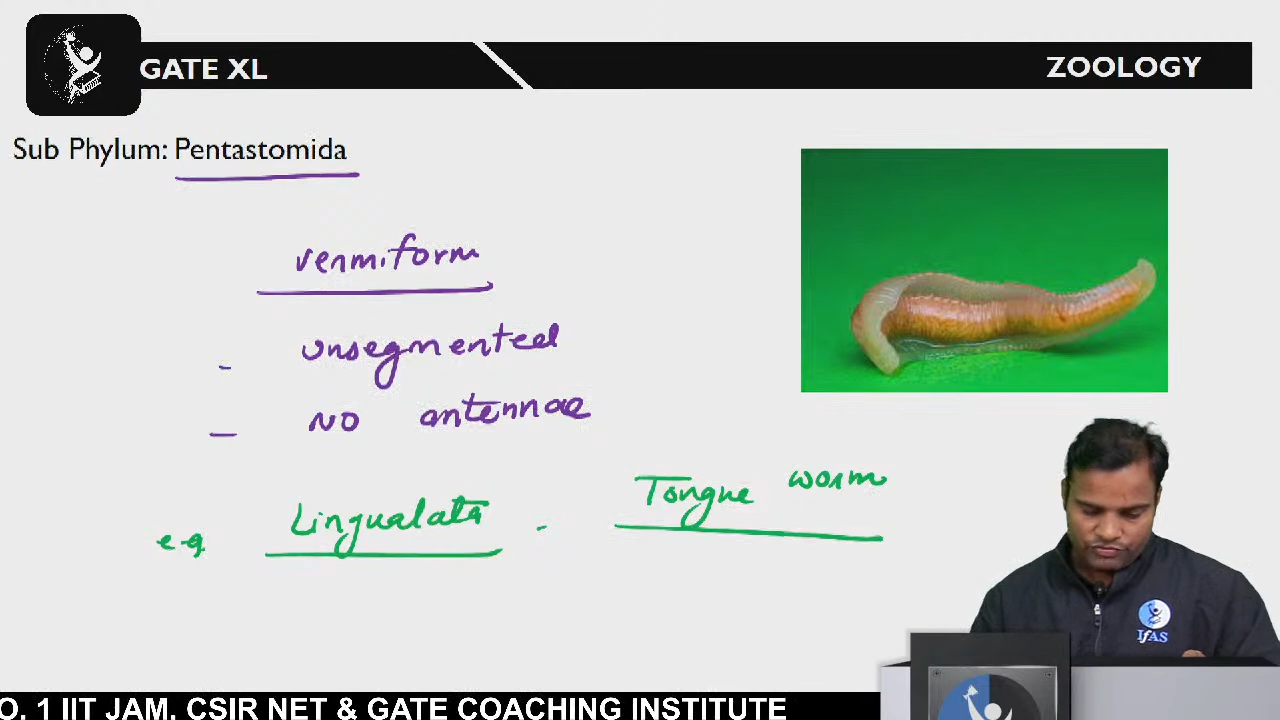 GATE XL
ZOOLOGY
Sub Phylum: Pentastomida
vermiform
- unsegmented
- NO antennae
e.g Lingualata - Tongue worm
IfAS
O. 1 IIT JAM, CSIR NET & GATE COACHING INSTITUTE